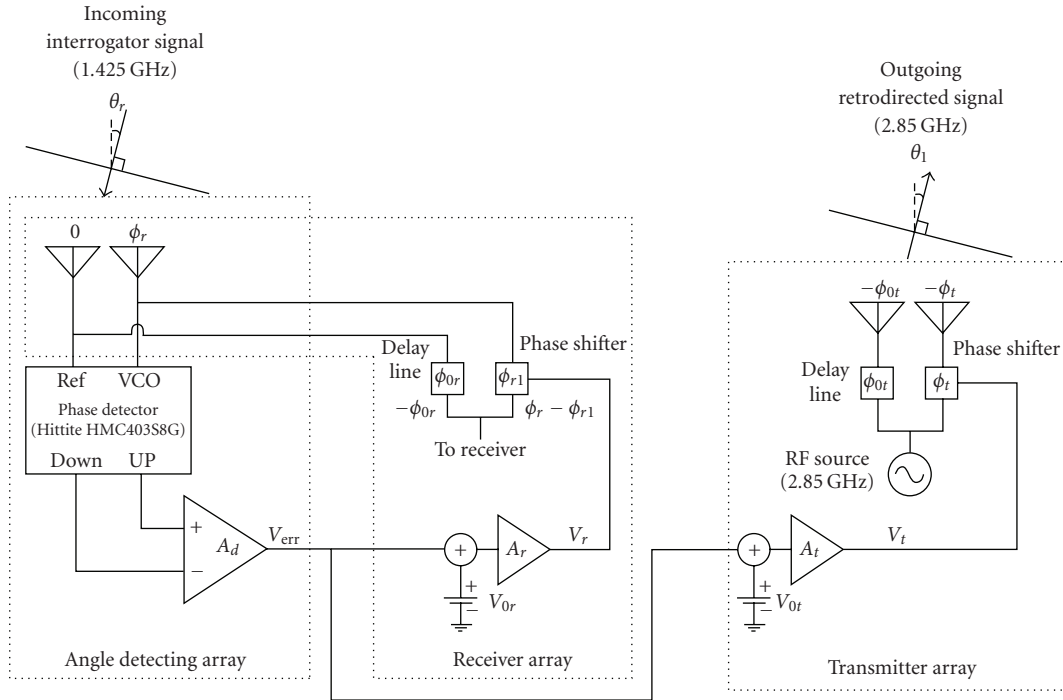 Incoming
interrogator signal
(1.425 GHz)
θr
Outgoing
retrodirected signal
(2.85 GHz)
θ1
0
ϕr
Ref
VCO
Phase detector
(Hittite HMC403S8G)
Down
UP
+
−
Ad
Verr
Angle detecting array
Delay
line
ϕ0r
Phase shifter
ϕr1
−ϕ0r
ϕr − ϕr1
To receiver
+
Ar
Vr
+
−
V0r
Receiver array
−ϕ0t
−ϕt
Delay
line
ϕ0t
Phase shifter
ϕt
RF source
(2.85 GHz)
+
At
Vt
+
−
V0t
Transmitter array